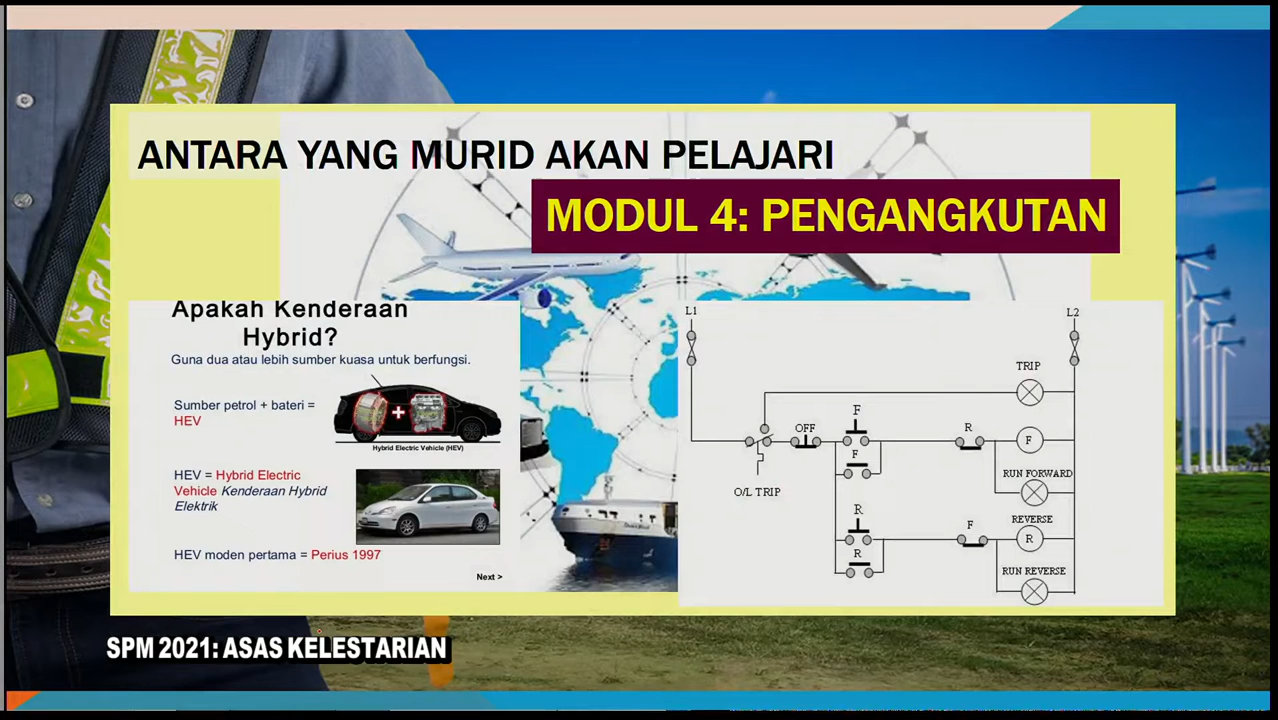 ANTARA YANG MURID AKAN PELAJARI
MODUL 4: PENGANGKUTAN
Apakah Kenderaan
Hybrid?
Guna dua atau lebih sumber kuasa untuk berfungsi.
Sumber petrol + bateri =
HEV
+
Hybrid Electric Vehicle (HEV)
HEV = Hybrid Electric
Vehicle Kenderaan Hybrid
Elektrik
HEV moden pertama = Perius 1997
Next >
L1
L2
TRIP
OFF
F
R
F
F
O/L TRIP
RUN FORWARD
R
F
REVERSE
R
R
RUN REVERSE
SPM 2021: ASAS KELESTARIAN